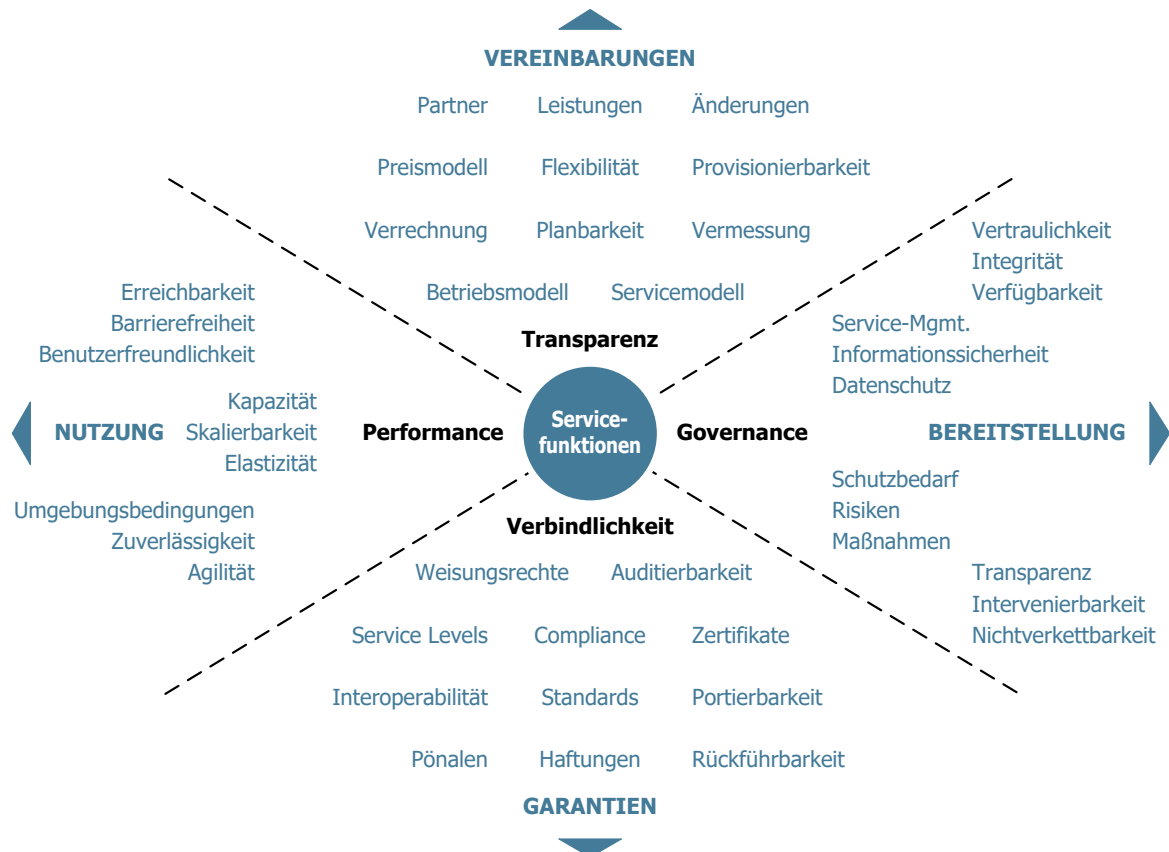 VEREINBARUNGEN
Partner Leistungen Änderungen
Preismodell Flexibilität Provisionierbarkeit
Verrechnung Planbarkeit Vermessung
Betriebsmodell Servicemodell
Transparenz
Erreichbarkeit
Barrierefreiheit
Benutzerfreundlichkeit
Kapazität
NUTZUNG Skalierbarkeit
Elastizität
Umgebungsbedingungen
Zuverlässigkeit
Agilität
Performance
Service-
funktionen
Governance
Vertraulichkeit
Integrität
Verfügbarkeit
Service-Mgmt.
Informationssicherheit
Datenschutz
BEREITSTELLUNG
Schutzbedarf
Risiken
Maßnahmen
Transparenz
Intervenierbarkeit
Nichtverkettbarkeit
Verbindlichkeit
Weisungsrechte Auditierbarkeit
Service Levels Compliance Zertifikate
Interoperabilität Standards Portierbarkeit
Pönalen Haftungen Rückführbarkeit
GARANTIEN